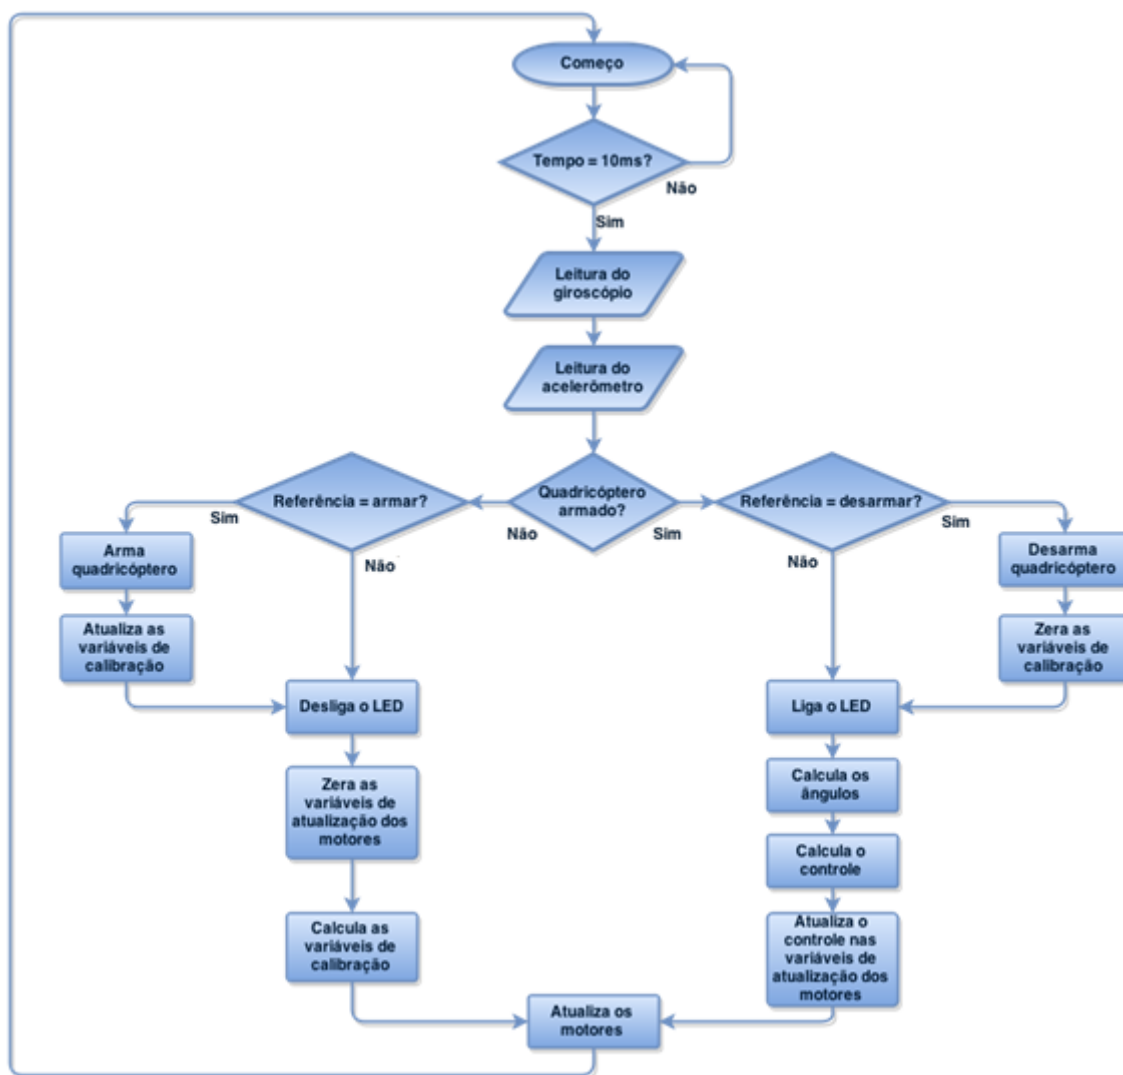 Começo
Tempo = 10ms?
Não
Sim
Leitura do
giroscópio
Leitura do
acelerômetro
Quadricóptero
armado?
Não
Sim
Referência = armar?
Sim
Não
Arma
quadricóptero
Atualiza as
variáveis de
calibração
Desliga o LED
Zera as
variáveis de
atualização dos
motores
Calcula as
variáveis de
calibração
Referência = desarmar?
Sim
Não
Desarma
quadricóptero
Zera as
variáveis de
calibração
Liga o LED
Calcula os
ângulos
Calcula o
controle
Atualiza o
controle nas
variáveis de
atualização dos
motores
Atualiza os
motores